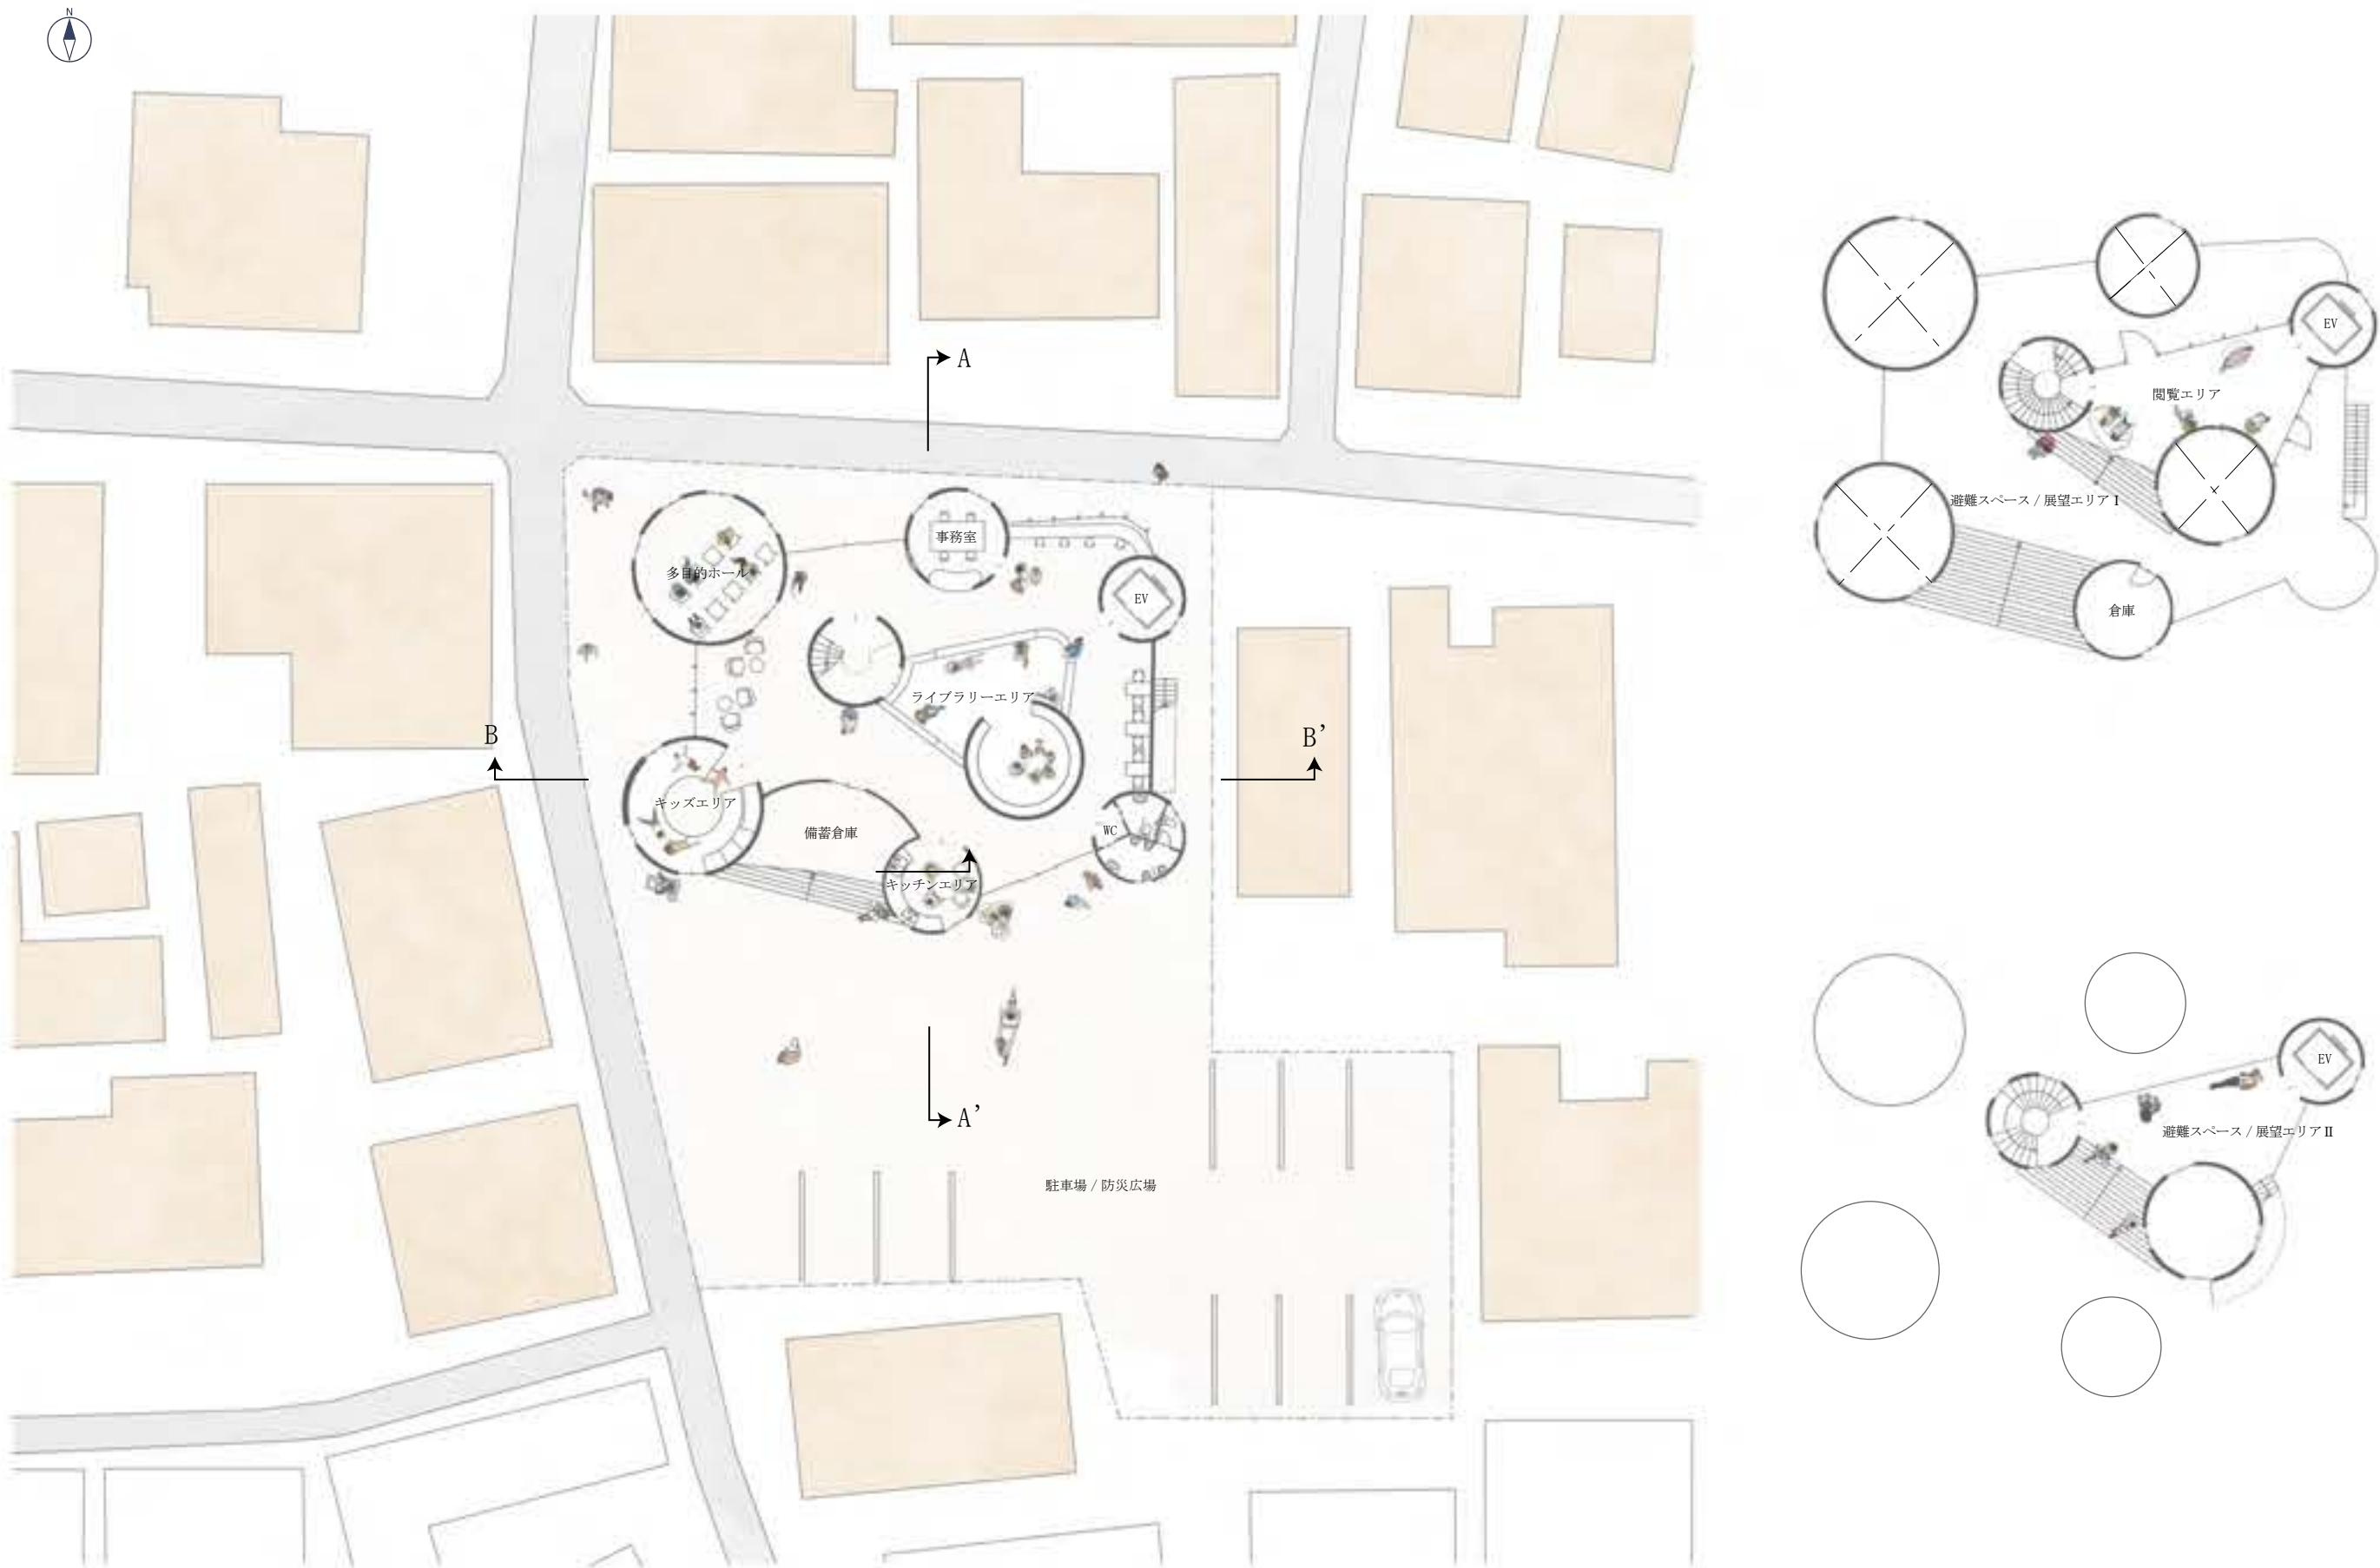 N
A
事務室
多目的ホール
EV
ライブラリーエリア
B
B’
キッズエリア
備蓄倉庫
WC
キッチンエリア
A’
駐車場 / 防災広場
EV
閲覧エリア
避難スペース / 展望エリア I
倉庫
EV
避難スペース / 展望エリア II